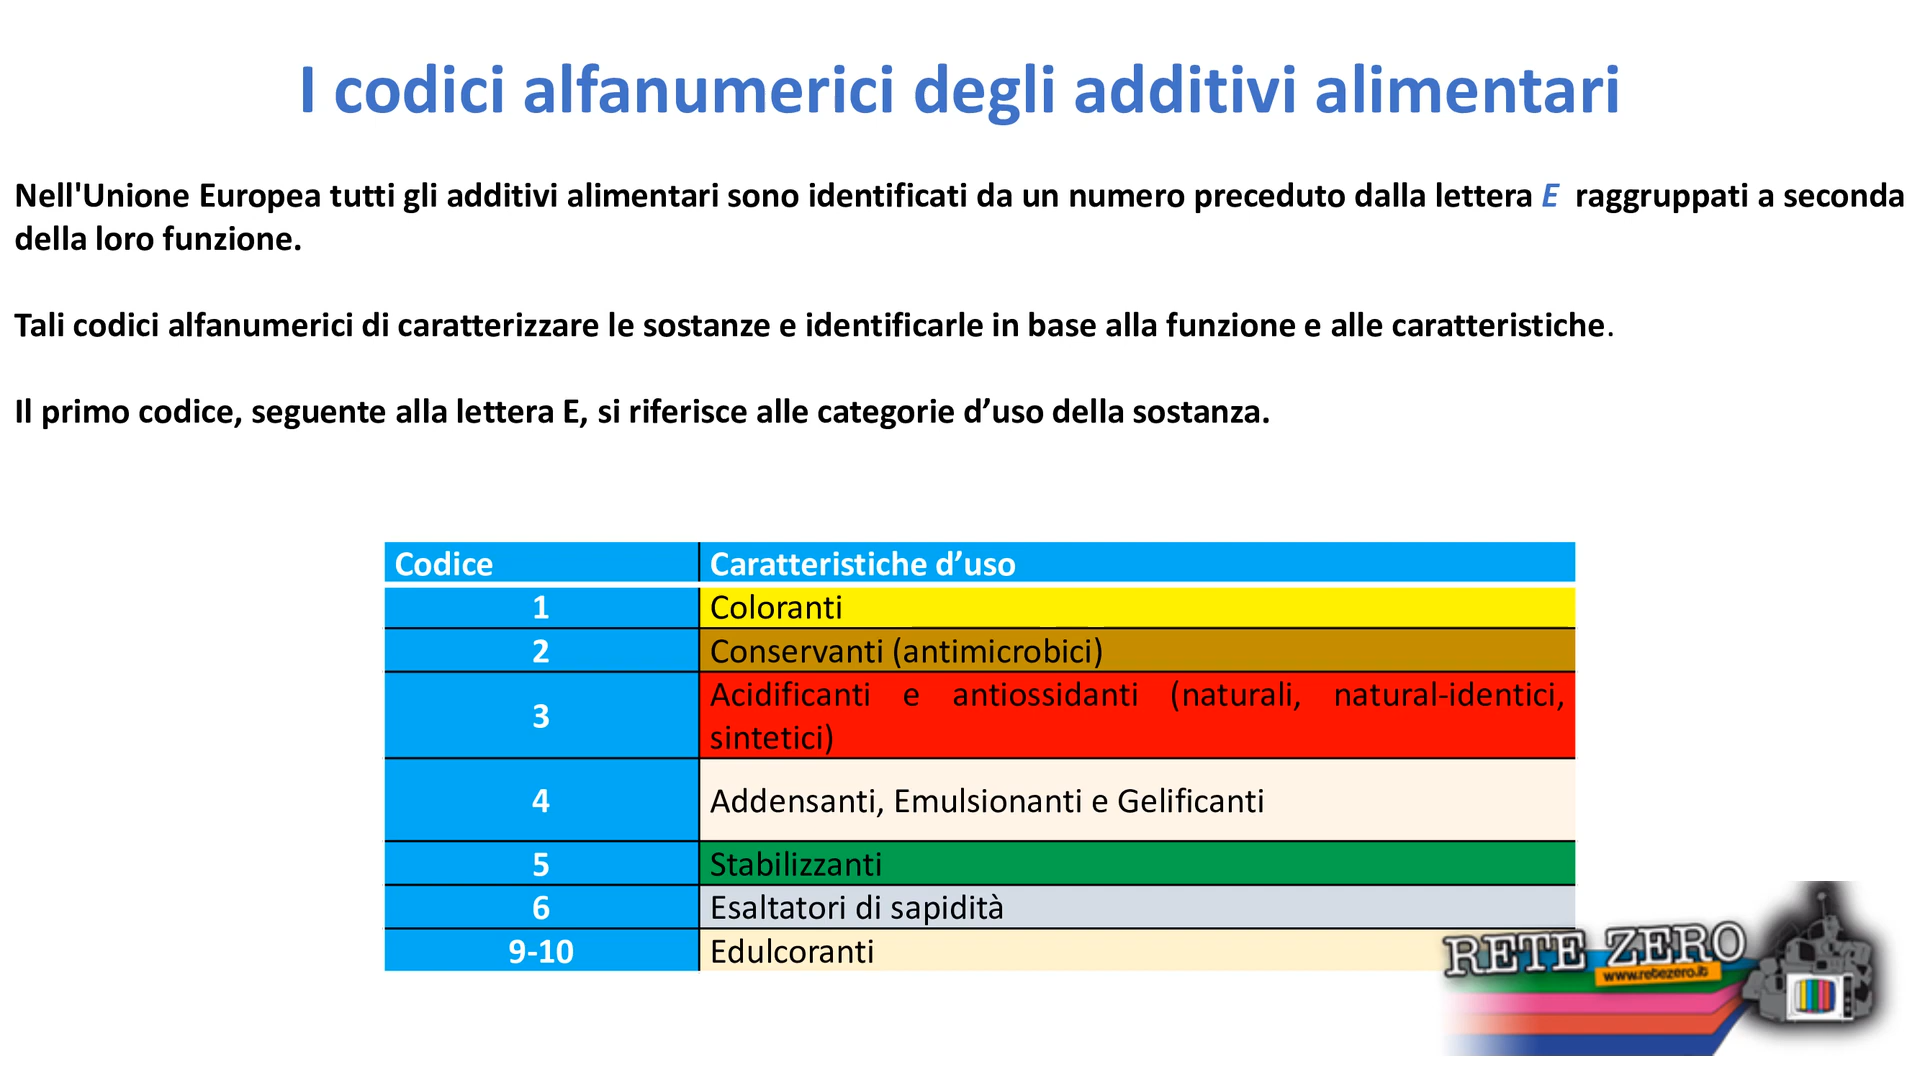 I codici alfanumerici degli additivi alimentari
Nell'Unione Europea tutti gli additivi alimentari sono identificati da un numero preceduto dalla lettera E raggruppati a seconda
della loro funzione.
Tali codici alfanumerici di caratterizzare le sostanze e identificarle in base alla funzione e alle caratteristiche.
Il primo codice, seguente alla lettera E, si riferisce alle categorie d’uso della sostanza.
Codice Caratteristiche d’uso
1 Coloranti
2 Conservanti (antimicrobici)
3 Acidificanti e antiossidanti (naturali, natural-identici,
sintetici)
4 Addensanti, Emulsionanti e Gelificanti
5 Stabilizzanti
6 Esaltatori di sapidità
9-10 Edulcoranti
RETE ZERO
www.retezero.it